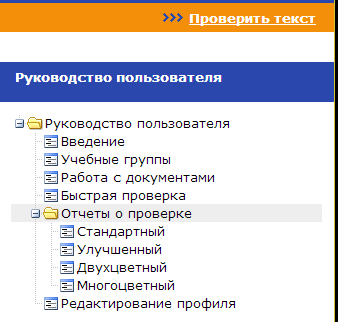 >>> Проверить текст
Руководство пользователя
Руководство пользователя
Введение
Учебные группы
Работа с документами
Быстрая проверка
Отчеты о проверке
Стандартный
Улучшенный
Двухцветный
Многоцветный
Редактирование профиля